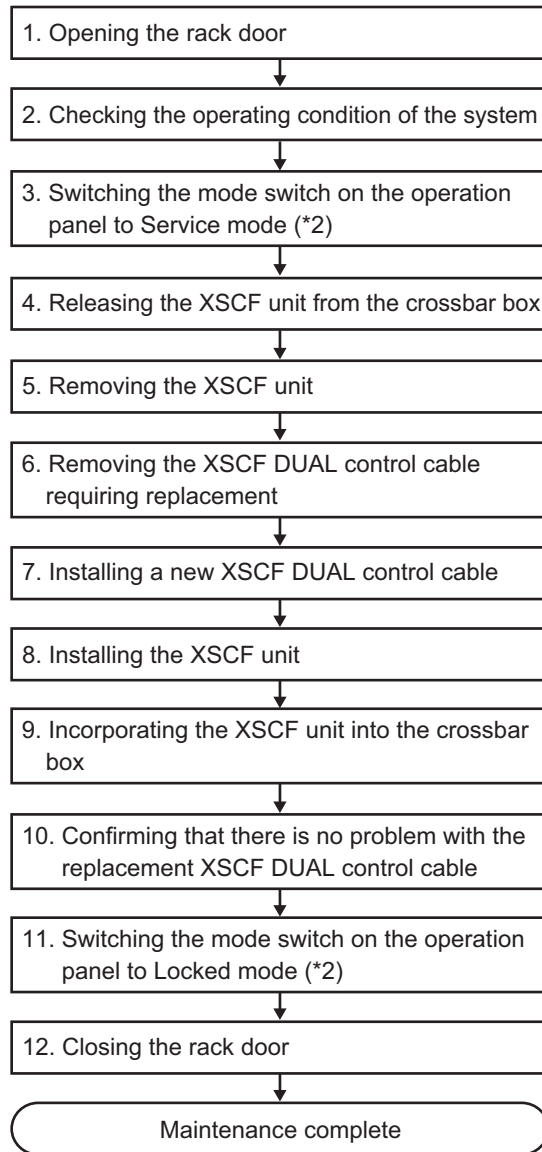 1. Opening the rack door
2. Checking the operating condition of the system
3. Switching the mode switch on the operation
panel to Service mode (*2)
4. Releasing the XSCF unit from the crossbar box
5. Removing the XSCF unit
6. Removing the XSCF DUAL control cable
requiring replacement
7. Installing a new XSCF DUAL control cable
8. Installing the XSCF unit
9. Incorporating the XSCF unit into the crossbar
box
10. Confirming that there is no problem with the
replacement XSCF DUAL control cable
11. Switching the mode switch on the operation
panel to Locked mode (*2)
12. Closing the rack door
Maintenance complete